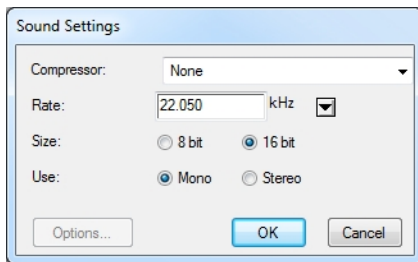 Sound Settings
Compressor: None
Rate: 22.050 kHz
Size: 8 bit 16 bit
Use: Mono Stereo
Options... OK Cancel